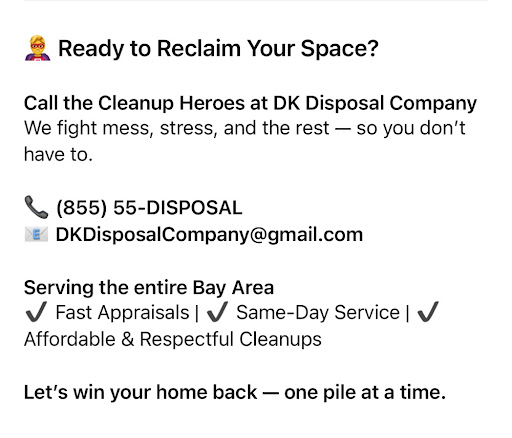 🦸 Ready to Reclaim Your Space?
Call the Cleanup Heroes at DK Disposal Company
We fight mess, stress, and the rest — so you don’t
have to.
📞 (855) 55-DISPOSAL
📧 DKDisposalCompany@gmail.com
Serving the entire Bay Area
✔ Fast Appraisals | ✔ Same-Day Service | ✔
Affordable & Respectful Cleanups
Let’s win your home back — one pile at a time.